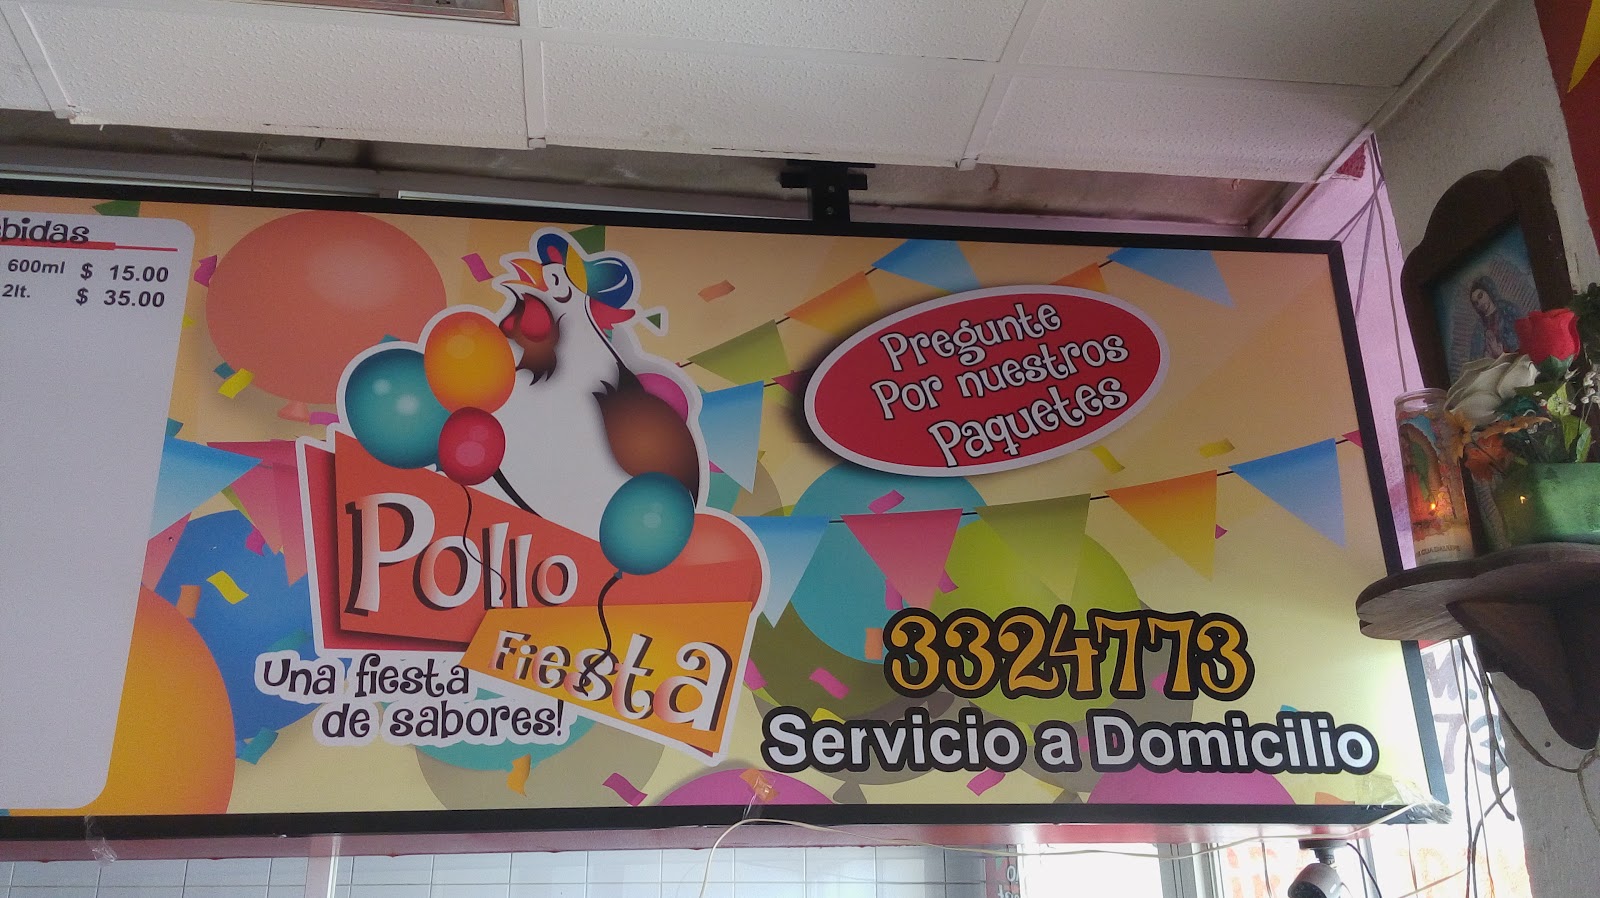 bidas
600ml $ 15.00
2lt. $ 35.00
Pollo
Fiesta
una fiesta
de sabores!
Pregunte
Por nuestros
Paquetes
3324773
Servicio a Domicilio